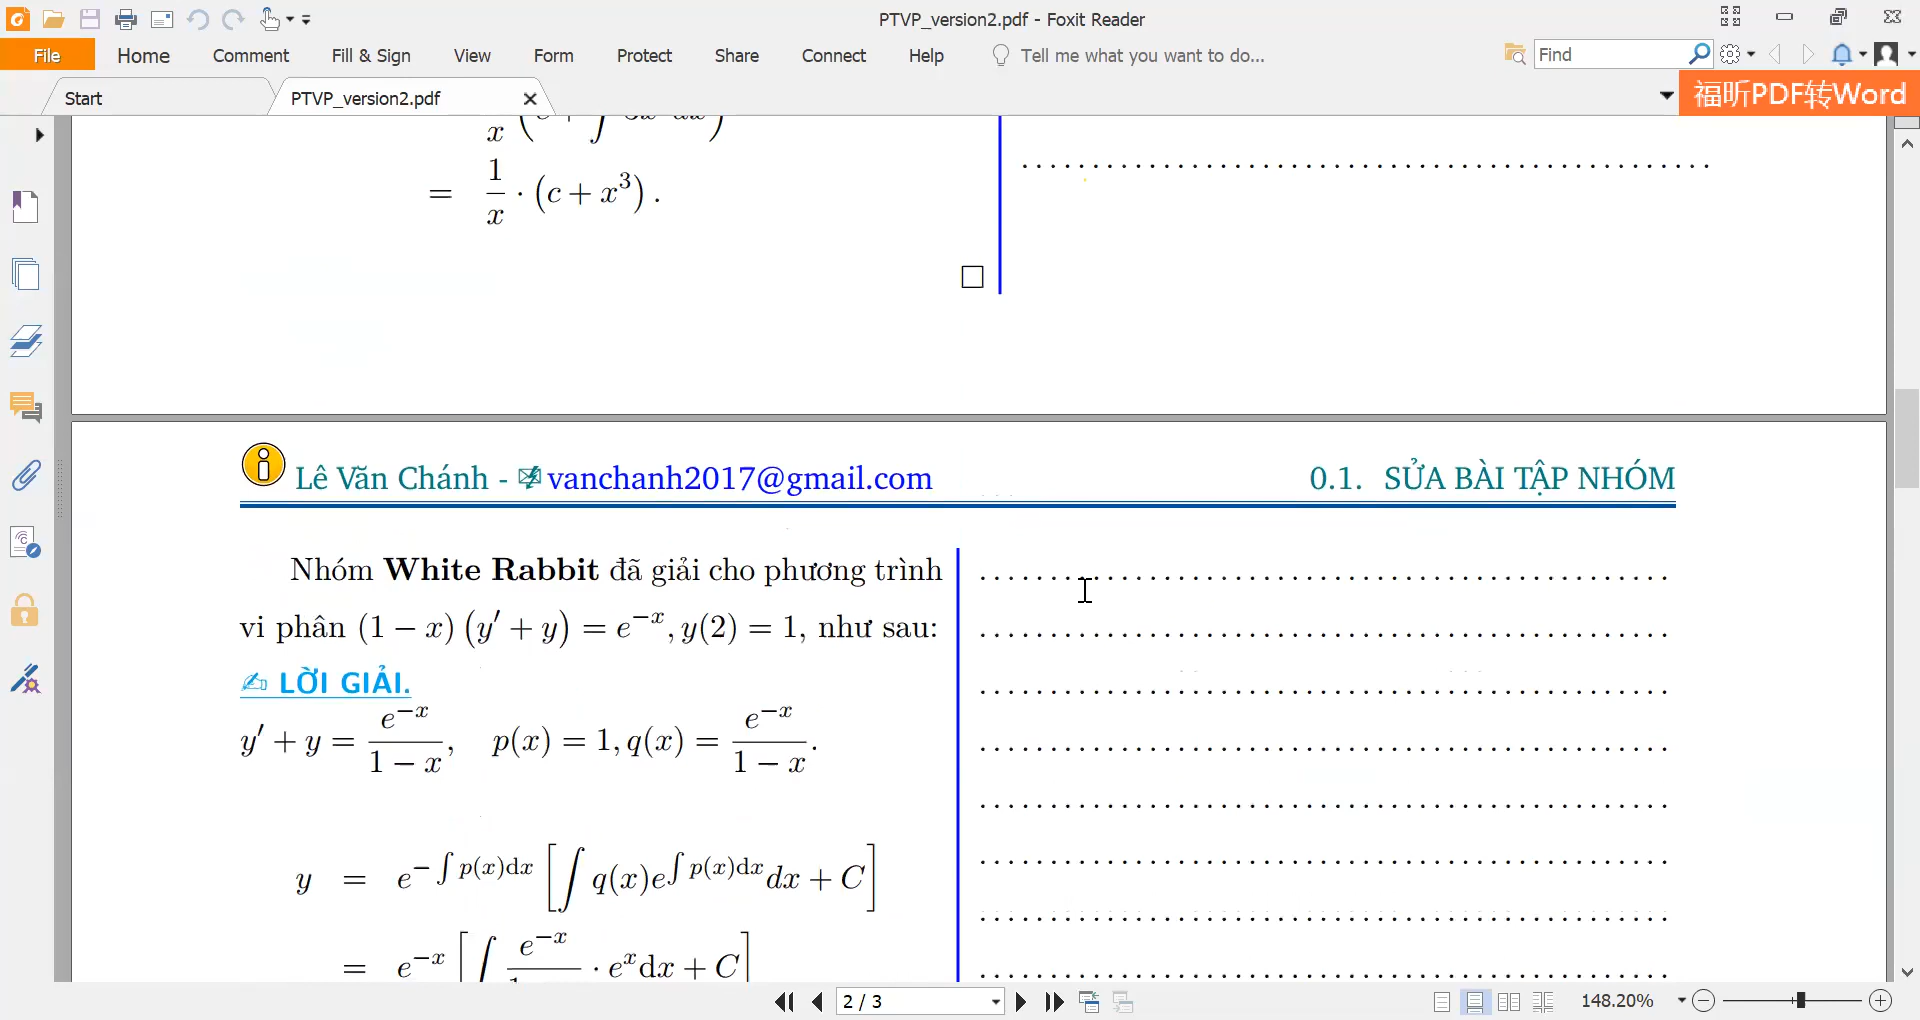 PTVP_version2.pdf - Foxit Reader
File Home Comment Fill & Sign View Form Protect Share Connect Help Tell me what you want to do... Find
Start PTVP_version2.pdf
福昕PDF转Word
= 1/x · (c + x³).
□
Lê Văn Chánh - vanchanh2017@gmail.com 0.1. SỬA BÀI TẬP NHÓM
Nhóm White Rabbit đã giải cho phương trình
vi phân (1 − x) (y′ + y) = e^{−x}, y(2) = 1, như sau:
LỜI GIẢI.
y′ + y = e^{−x}/(1 − x), p(x) = 1, q(x) = e^{−x}/(1 − x).
y = e^{−∫p(x)dx} [∫ q(x)e^{∫p(x)dx}dx + C]
= e^{−x} [∫ e^{−x} · e^{x}dx + C]
2 / 3 148.20%